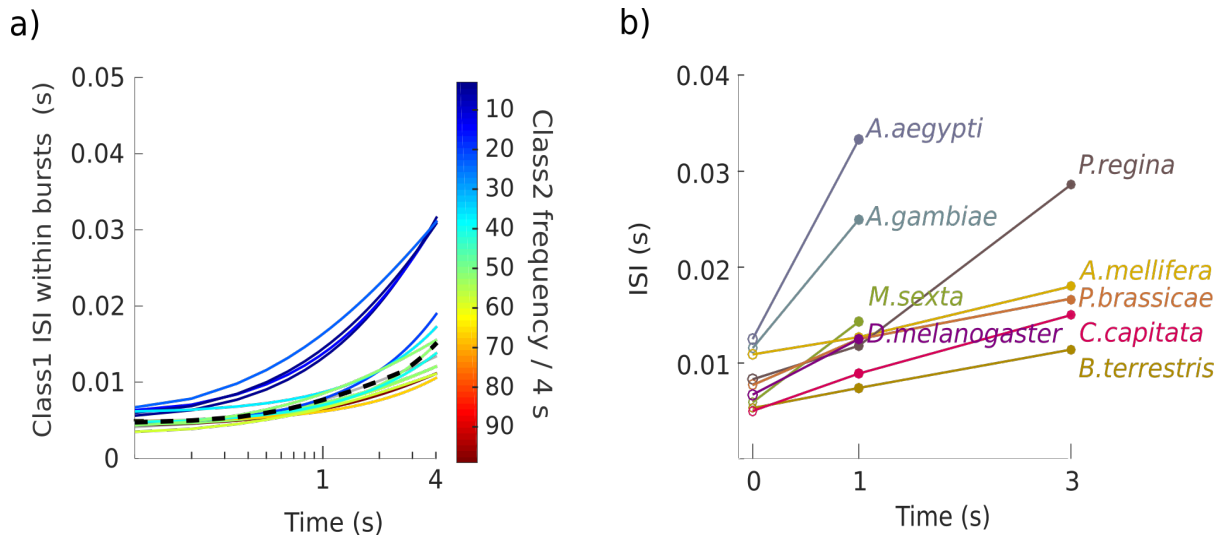 a)
Class1 ISI within bursts (s)
0.05
0.04
0.03
0.02
0.01
0
1
4
Time (s)
10
20
30
40
50
60
70
80
90
Class2 frequency / 4 s
b)
ISI (s)
0.04
0.03
0.02
0.01
0
1
3
Time (s)
A.aegypti
P.regina
A.gambiae
A.mellifera
M.sexta
P.brassicae
D.melanogaster
C.capitata
B.terrestris